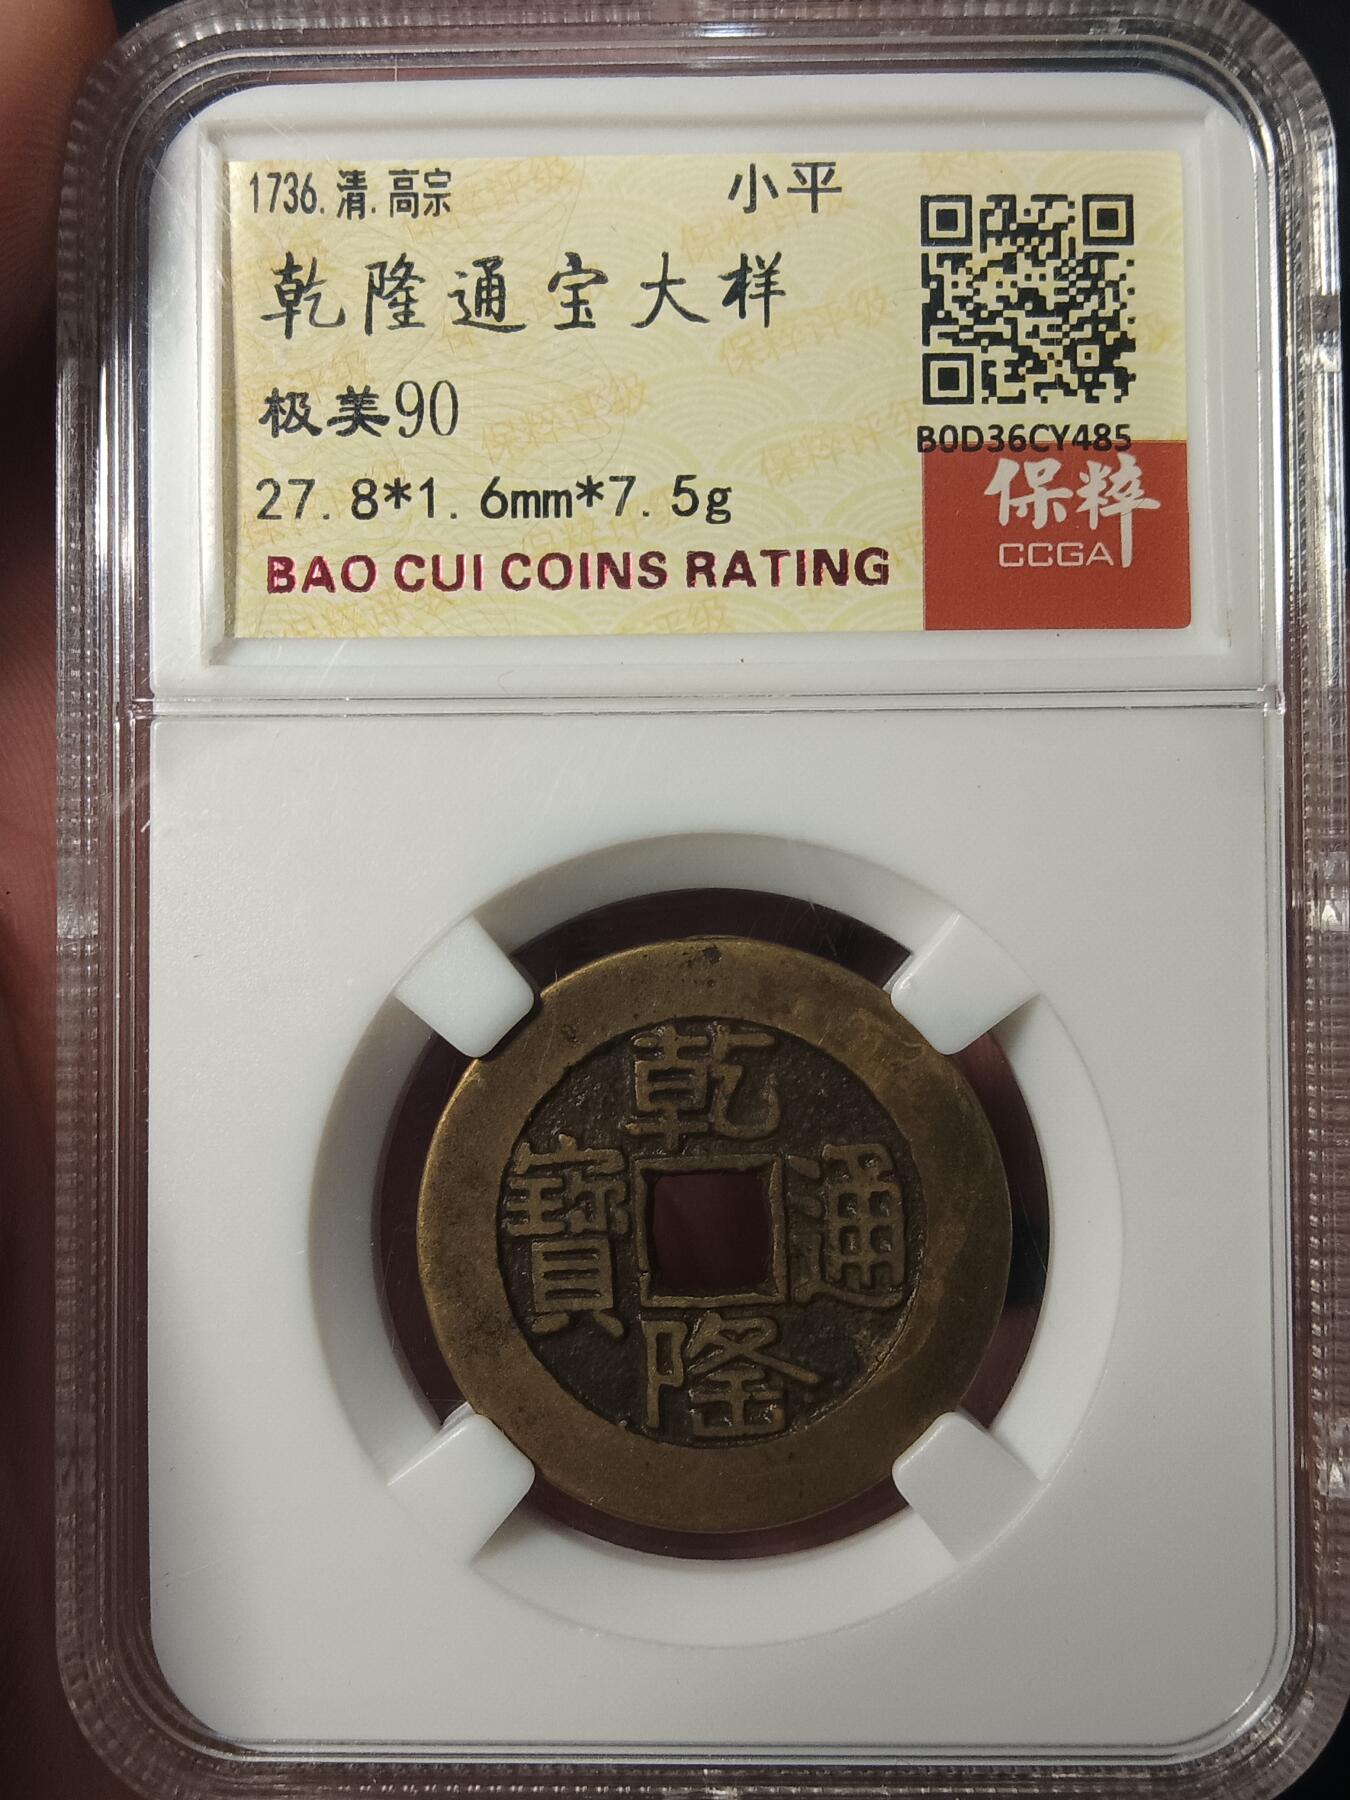 1736.清.高宗 小平
乾隆通宝大样
极美90
27.8*1.6mm*7.5g
BAO CUI COINS RATING
B0D36CY485
保粹
CCGA
乾隆通寶